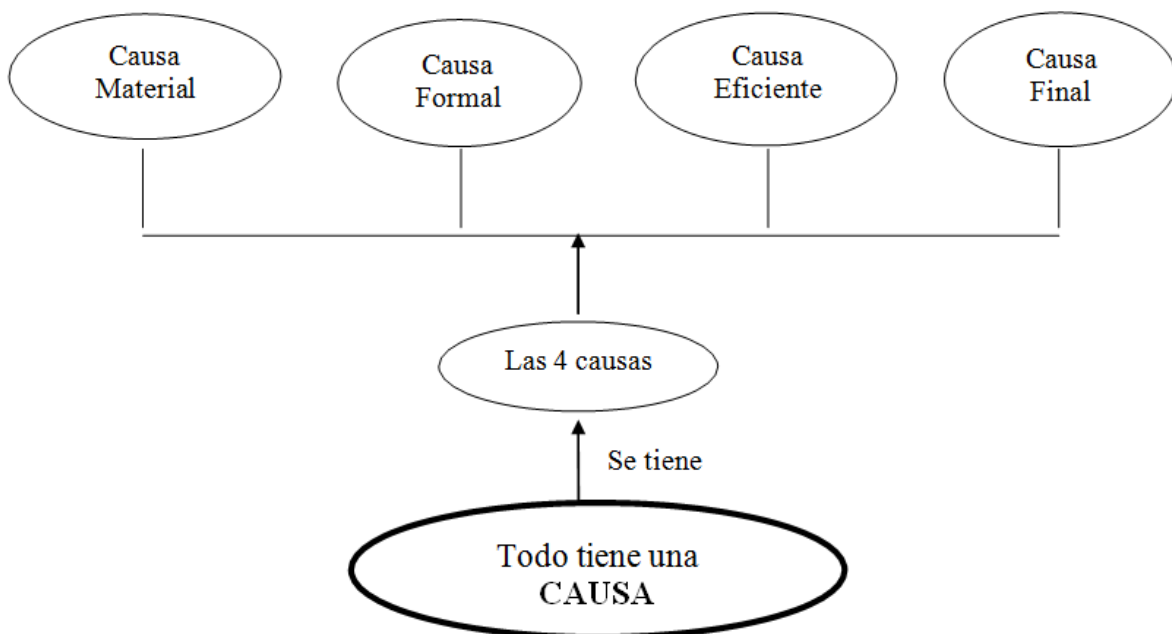 Causa
Material
Causa
Formal
Causa
Eficiente
Causa
Final
Las 4 causas
Se tiene
Todo tiene una
CAUSA